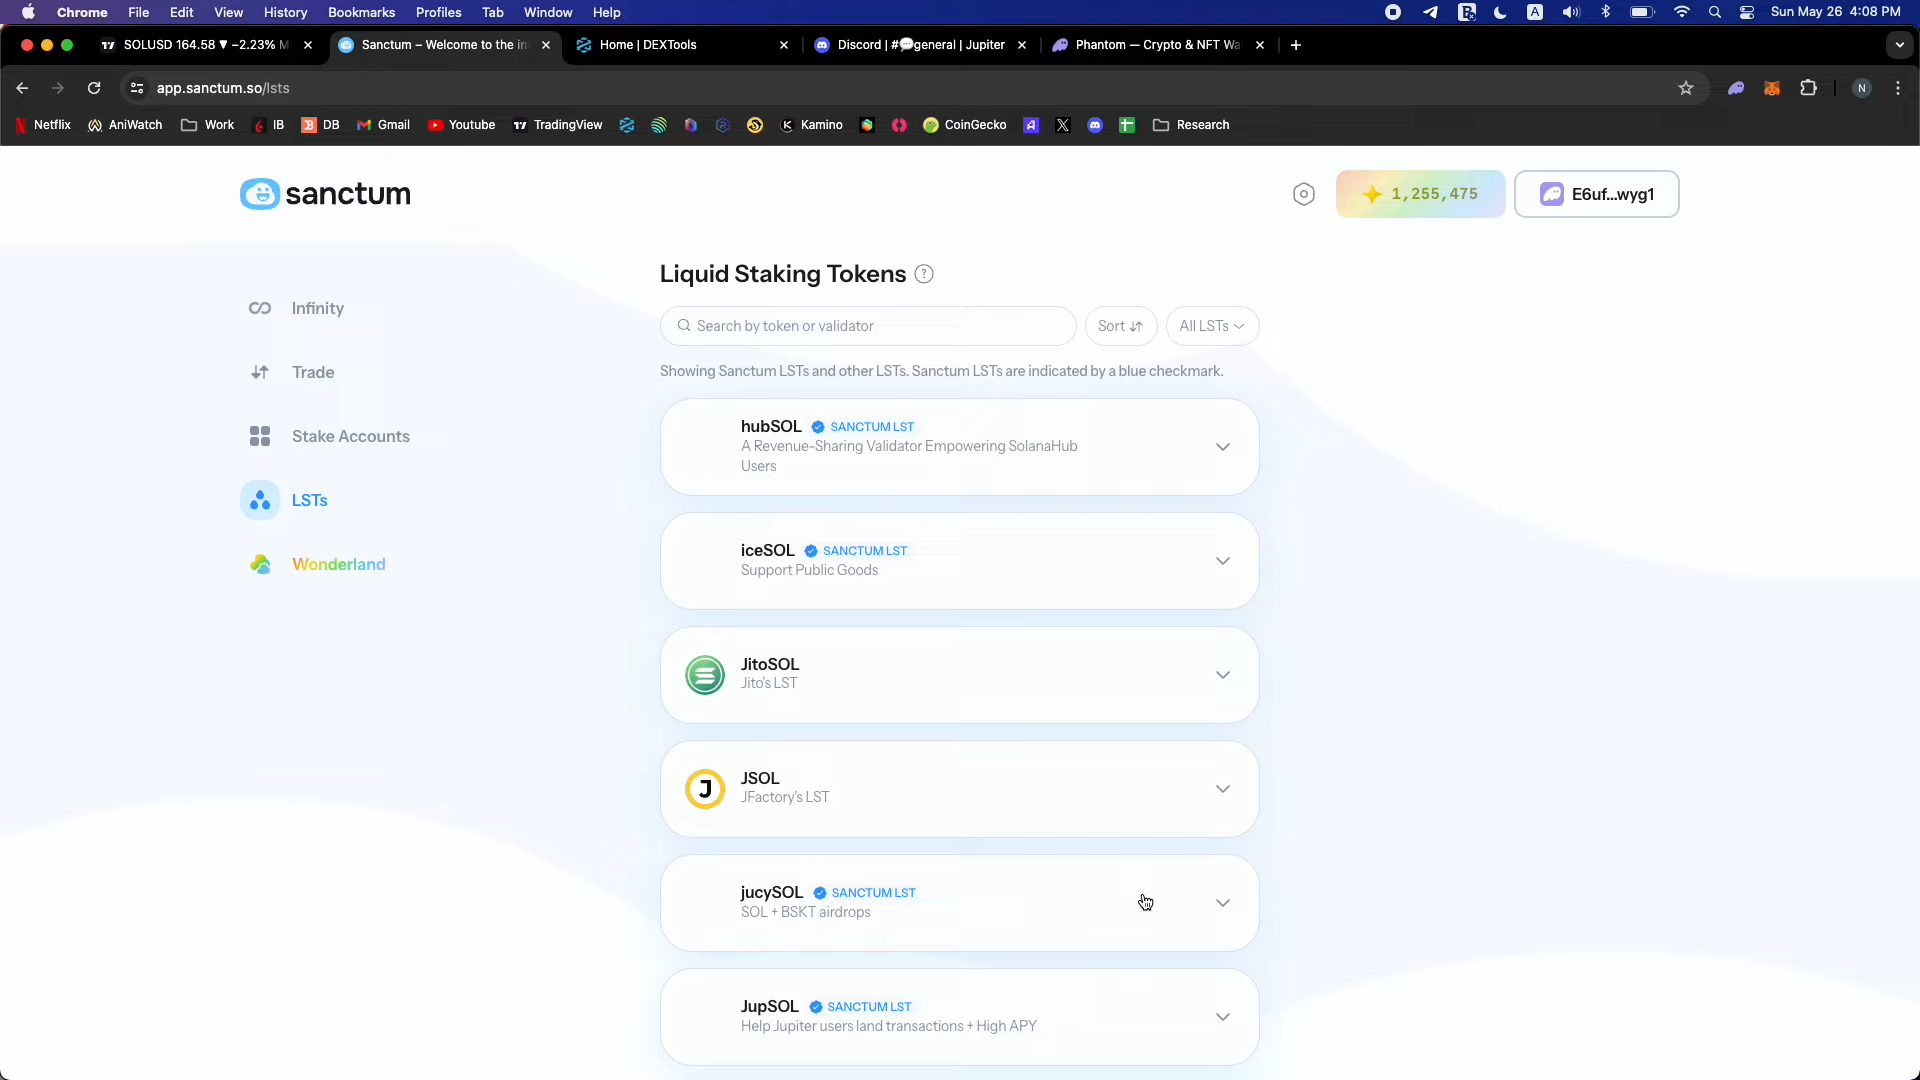 Chrome File Edit View History Bookmarks Profiles Tab Window Help A Sun May 26 4:08 PM
SOLUSD 164.58 ▼ −2.23% Sanctum – Welcome to the in Home | DEXTools Discord | #💬general | Jupiter Phantom — Crypto & NFT Wa
app.sanctum.so/lsts N
Netflix AniWatch Work IB DB Gmail Youtube TradingView Kamino CoinGecko Research
sanctum 1,255,475 E6uf...wyg1
Infinity
Trade
Stake Accounts
LSTs
Wonderland
Liquid Staking Tokens ?
Search by token or validator Sort All LSTs
Showing Sanctum LSTs and other LSTs. Sanctum LSTs are indicated by a blue checkmark.
hubSOL SANCTUM LST
A Revenue-Sharing Validator Empowering SolanaHub
Users
iceSOL SANCTUM LST
Support Public Goods
JitoSOL
Jito's LST
J JSOL
JFactory's LST
jucySOL SANCTUM LST
SOL + BSKT airdrops
JupSOL SANCTUM LST
Help Jupiter users land transactions + High APY